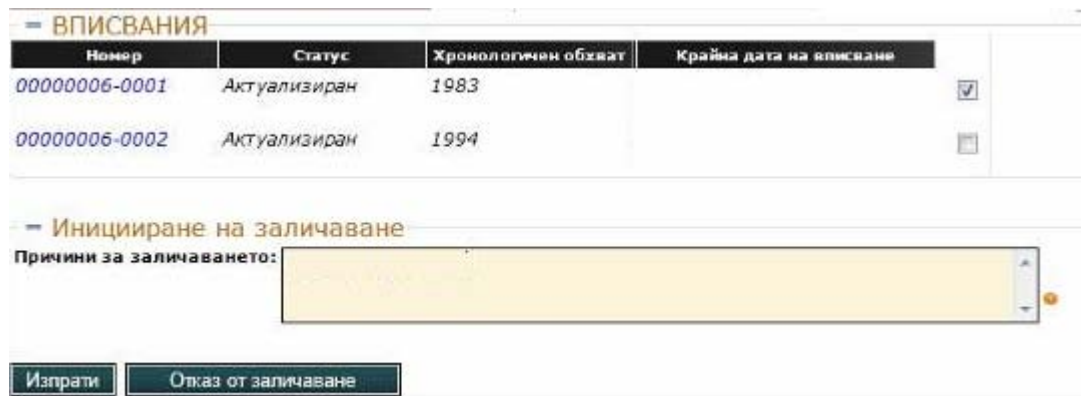 ВПИСВАНИЯ
Номер Статус Хронологичен обхват Крайна дата на вписване
00000006-0001 Актуализиран 1983
00000006-0002 Актуализиран 1994
Иницииране на заличаване
Причини за заличаването:
Изпрати Отказ от заличаване